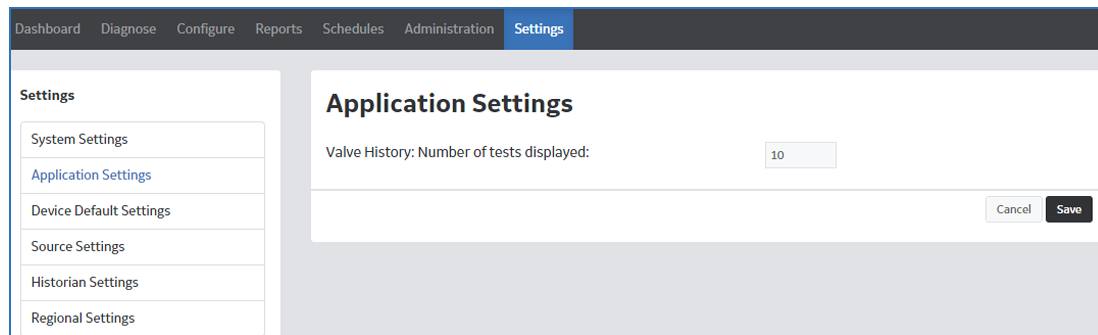 Dashboard Diagnose Configure Reports Schedules Administration Settings
Settings
System Settings
Application Settings
Device Default Settings
Source Settings
Historian Settings
Regional Settings
Application Settings
Valve History: Number of tests displayed: 10
Cancel Save